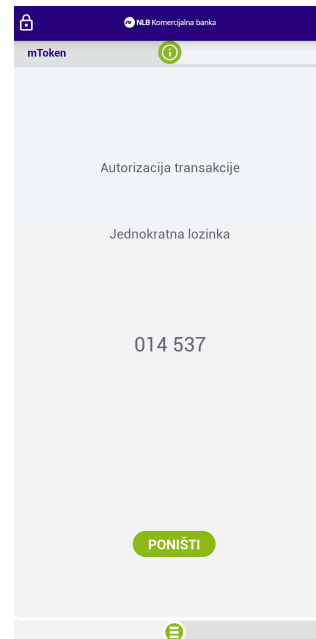 NLB Komercijalna banka
mToken
Autorizacija transakcije
Jednokratna lozinka
014 537
PONIŠTI